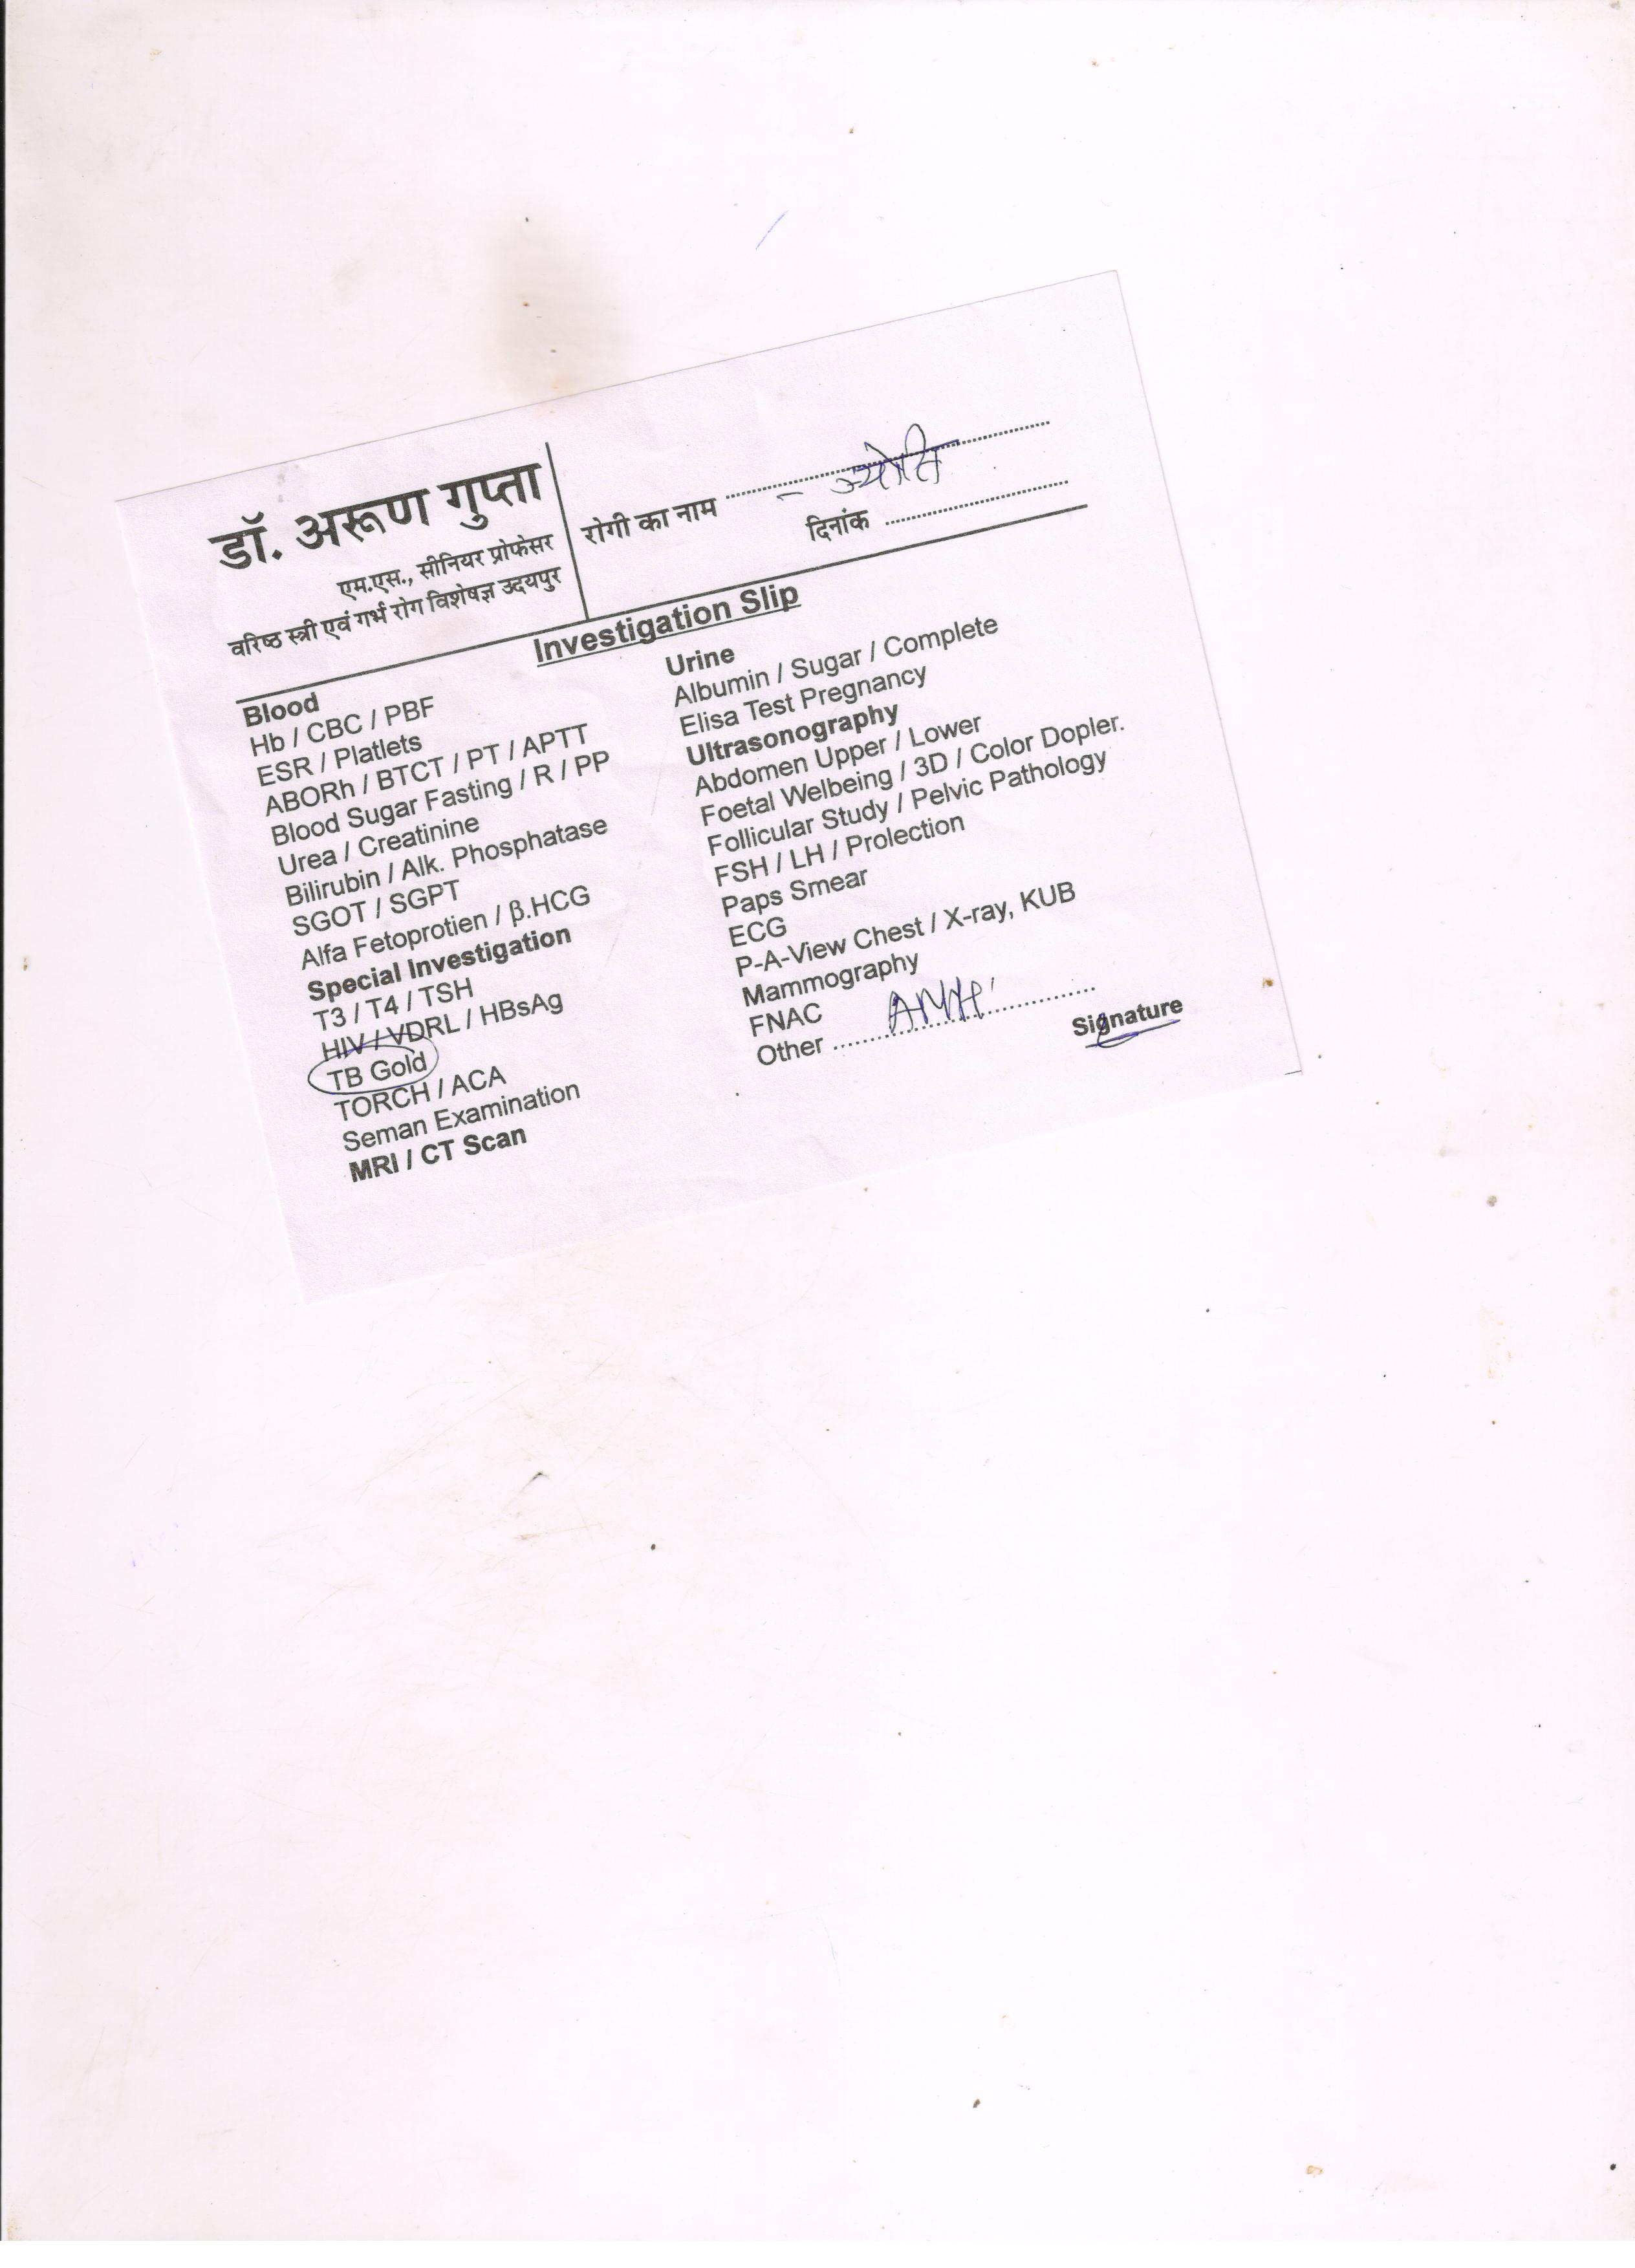 डॉ. अरूण गुप्ता
एम.एस., सीनियर प्रोफेसर
वरिष्ठ स्त्री एवं गर्भ रोग विशेषज्ञ उदयपुर
रोगी का नाम - ज्योति
दिनांक
Investigation Slip
Blood
Hb / CBC / PBF
ESR / Platlets
ABORh / BTCT / PT / APTT
Blood Sugar Fasting / R / PP
Urea / Creatinine
Bilirubin / Alk. Phosphatase
SGOT / SGPT
Alfa Fetoprotien / β.HCG
Special Investigation
T3 / T4 / TSH
HIV / VDRL / HBsAg
TB Gold
TORCH / ACA
Seman Examination
MRI / CT Scan
Urine
Albumin / Sugar / Complete
Elisa Test Pregnancy
Ultrasonography
Abdomen Upper / Lower
Foetal Welbeing / 3D / Color Dopler.
Follicular Study / Pelvic Pathology
FSH / LH / Prolection
Paps Smear
ECG
P-A-View Chest / X-ray, KUB
Mammography
FNAC
Other AMH
Signature